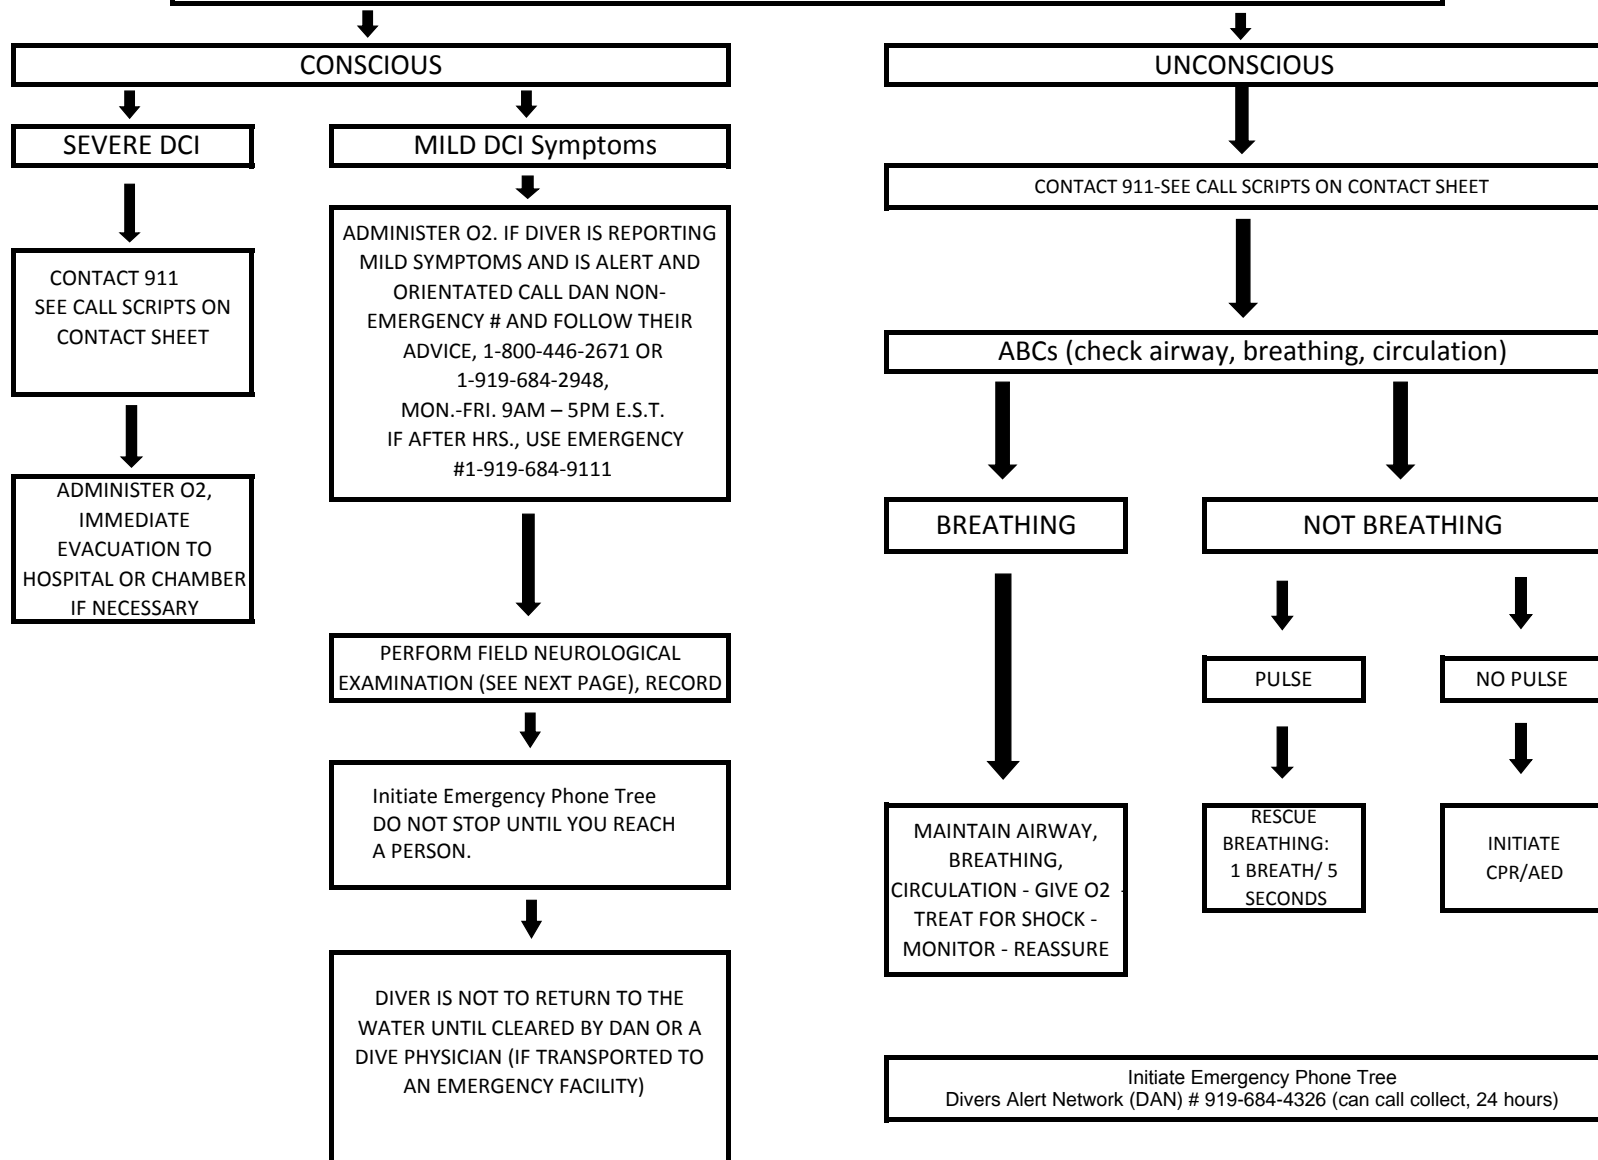 CONSCIOUS
SEVERE DCI
CONTACT 911
SEE CALL SCRIPTS ON
CONTACT SHEET
ADMINISTER O2,
IMMEDIATE
EVACUATION TO
HOSPITAL OR CHAMBER
IF NECESSARY
MILD DCI Symptoms
ADMINISTER O2. IF DIVER IS REPORTING
MILD SYMPTOMS AND IS ALERT AND
ORIENTATED CALL DAN NON-
EMERGENCY # AND FOLLOW THEIR
ADVICE, 1-800-446-2671 OR
1-919-684-2948,
MON.-FRI. 9AM – 5PM E.S.T.
IF AFTER HRS., USE EMERGENCY
#1-919-684-9111
PERFORM FIELD NEUROLOGICAL
EXAMINATION (SEE NEXT PAGE), RECORD
Initiate Emergency Phone Tree
DO NOT STOP UNTIL YOU REACH
A PERSON.
DIVER IS NOT TO RETURN TO THE
WATER UNTIL CLEARED BY DAN OR A
DIVE PHYSICIAN (IF TRANSPORTED TO
AN EMERGENCY FACILITY)
UNCONSCIOUS
CONTACT 911-SEE CALL SCRIPTS ON CONTACT SHEET
ABCs (check airway, breathing, circulation)
BREATHING
MAINTAIN AIRWAY,
BREATHING,
CIRCULATION - GIVE O2 -
TREAT FOR SHOCK -
MONITOR - REASSURE
NOT BREATHING
PULSE
RESCUE
BREATHING:
1 BREATH/ 5
SECONDS
NO PULSE
INITIATE
CPR/AED
Initiate Emergency Phone Tree
Divers Alert Network (DAN) # 919-684-4326 (can call collect, 24 hours)